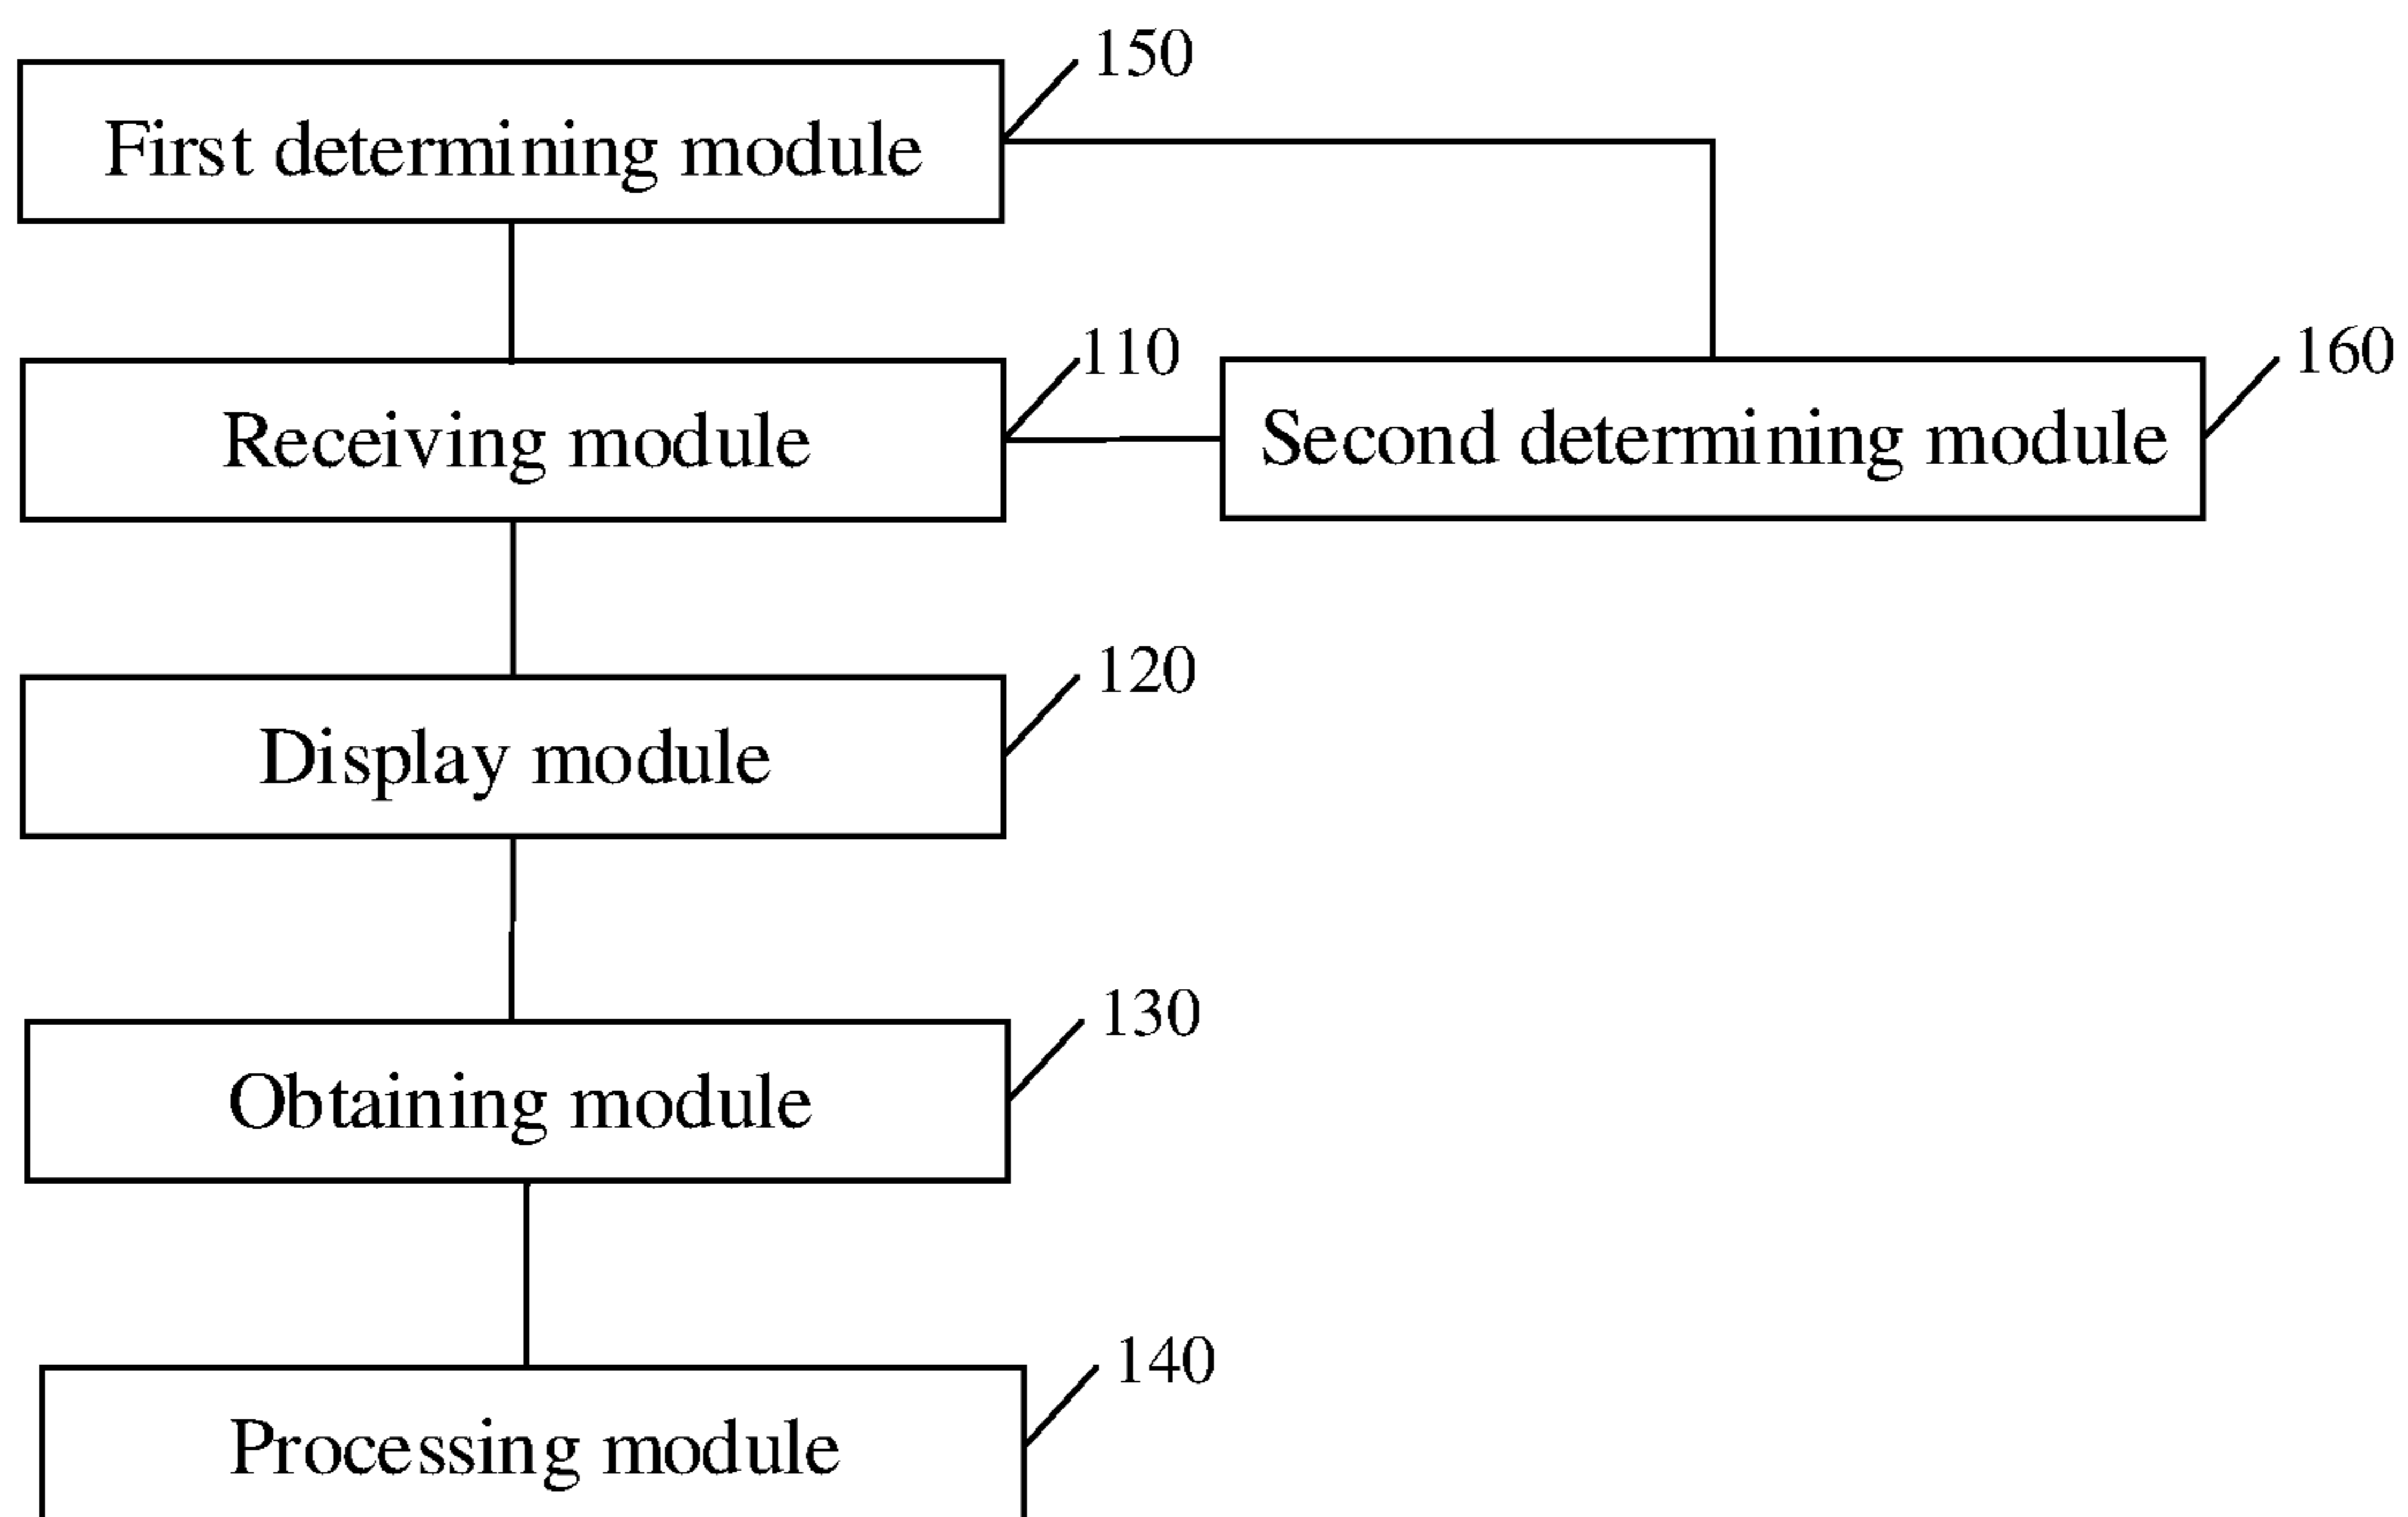 150
First determining module
110
160
Receiving module
Second determining module
120
Display module
130
Obtaining module
140
Processing module